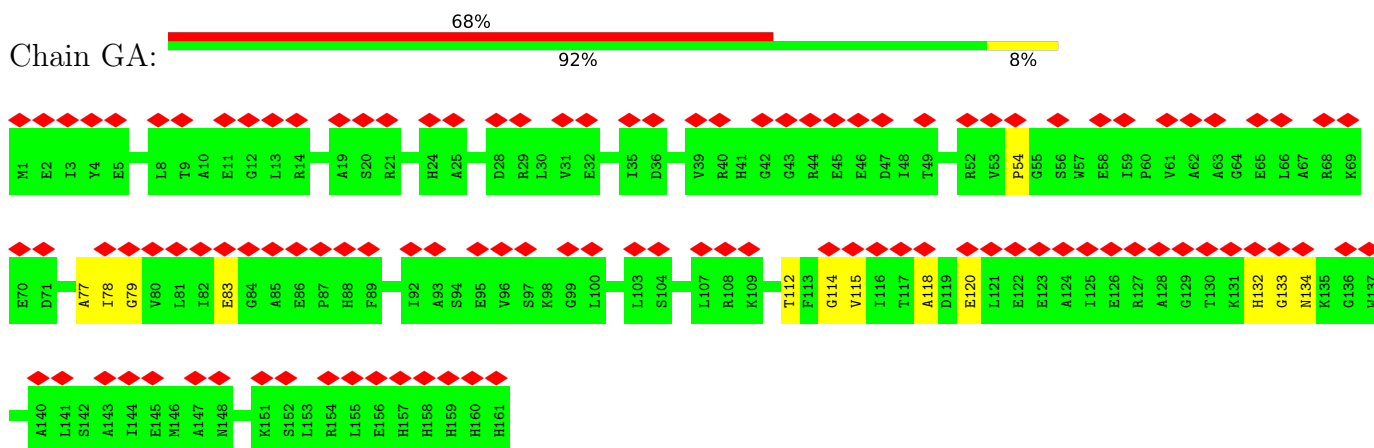 68%
Chain GA:
92% 8%
M1 E2 I3 Y4 E5 L8 T9 A10 E11 G12 L13 R14 A19 S20 R21 H24 A25 D28 R29 L30 V31 E32 I35 D36 V39 R40 H41 G42 G43 R44 E45 E46 D47 I48 T49 R52 V53 P54 G55 S56 W57 E58 I59 P60 V61 A62 A63 G64 E65 L66 A67 R68 K69
E70 D71 A77 I78 G79 V80 L81 I82 E83 G84 A85 E86 P87 H88 F89 I92 A93 S94 E95 V96 S97 K98 G99 L100 L103 S104 L107 R108 K109 T112 F113 G114 V115 I116 T117 A118 D119 E120 L121 E122 E123 A124 I125 E126 R127 A128 G129 T130 K131 H132 G133 N134 K135 G136 W137
A140 L141 S142 A143 I144 E145 M146 A147 N148 K151 S152 L153 R154 L155 E156 H157 H158 H159 H160 H161